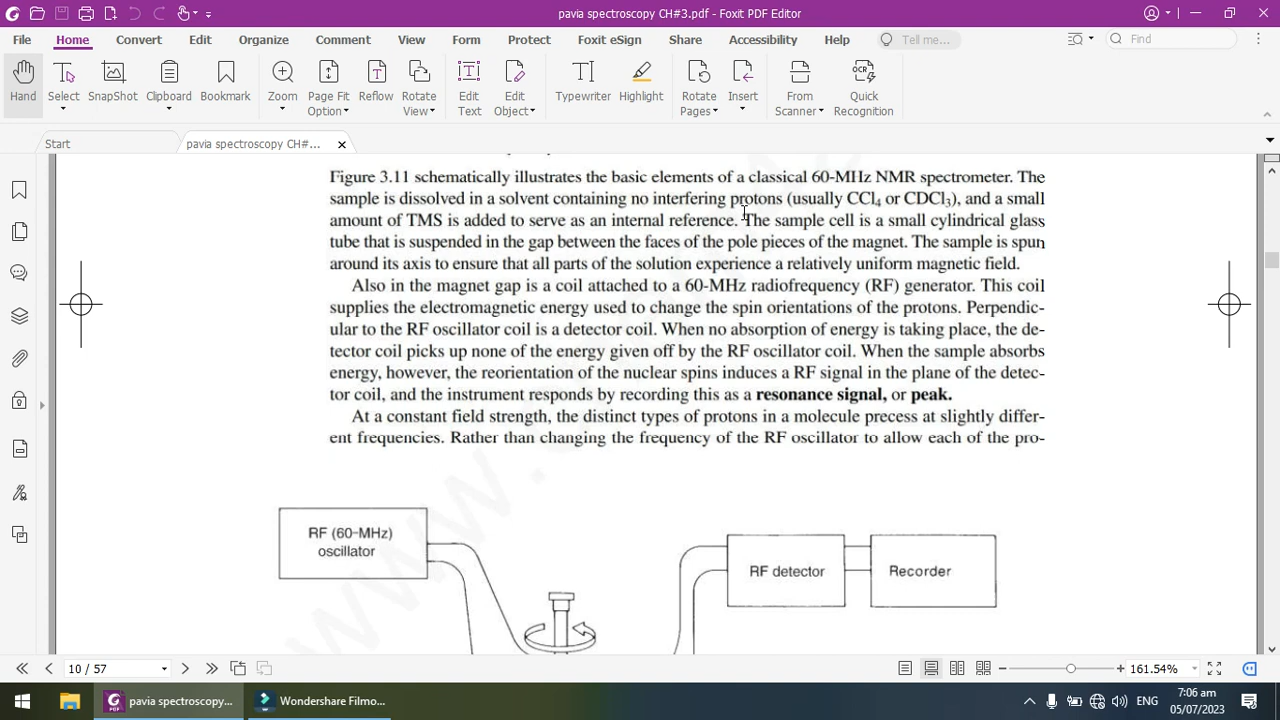 pavia spectroscopy CH#3.pdf - Foxit PDF Editor
File Home Convert Edit Organize Comment View Form Protect Foxit eSign Share Accessibility Help Tell me... Find
Hand Select SnapShot Clipboard Bookmark Zoom Page Fit Option Reflow Rotate View Edit Text Edit Object Typewriter Highlight Rotate Pages Insert From Scanner OCR Quick Recognition
Start pavia spectroscopy CH#...
Figure 3.11 schematically illustrates the basic elements of a classical 60-MHz NMR spectrometer. The
sample is dissolved in a solvent containing no interfering protons (usually CCl₄ or CDCl₃), and a small
amount of TMS is added to serve as an internal reference. The sample cell is a small cylindrical glass
tube that is suspended in the gap between the faces of the pole pieces of the magnet. The sample is spun
around its axis to ensure that all parts of the solution experience a relatively uniform magnetic field.
Also in the magnet gap is a coil attached to a 60-MHz radiofrequency (RF) generator. This coil
supplies the electromagnetic energy used to change the spin orientations of the protons. Perpendic-
ular to the RF oscillator coil is a detector coil. When no absorption of energy is taking place, the de-
tector coil picks up none of the energy given off by the RF oscillator coil. When the sample absorbs
energy, however, the reorientation of the nuclear spins induces a RF signal in the plane of the detec-
tor coil, and the instrument responds by recording this as a resonance signal, or peak.
At a constant field strength, the distinct types of protons in a molecule precess at slightly differ-
ent frequencies. Rather than changing the frequency of the RF oscillator to allow each of the pro-
RF (60-MHz)
oscillator
RF detector
Recorder
10 / 57
161.54%
pavia spectroscopy...
Wondershare Filmo...
ENG
7:06 am
05/07/2023